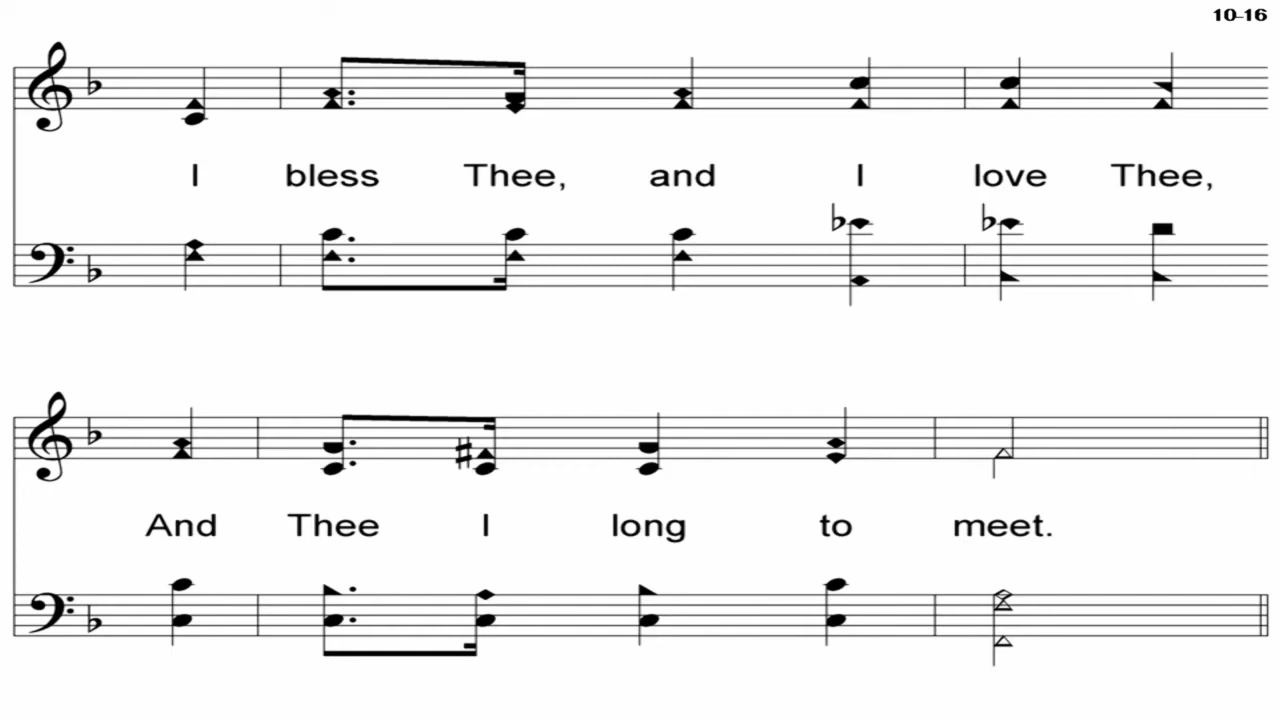 10-16
I bless Thee, and I love Thee,
And Thee I long to meet.